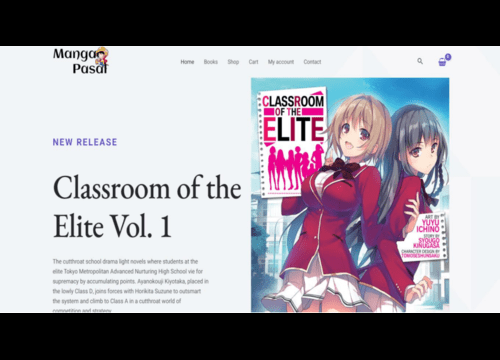 Manga
Pasal
Home Books Shop Cart My account Contact
NEW RELEASE
Classroom of the
Elite Vol. 1
The cutthroat school drama light novels where students at the
elite Tokyo Metropolitan Advanced Nurturing High School vie for
supremacy by accumulating points. Ayanokouji Kiyotaka, placed in
the lowly Class D, joins forces with Horikita Suzune to outsmart
the system and climb to Class A in a cutthroat world of
competition and strategy.
CLASSROOM
OF THE
ELITE
ART BY
YUYU
ICHINO
STORY BY
SYOUGO
KINUGASA
CHARACTER DESIGN BY
TOMOSESHUNSAKU